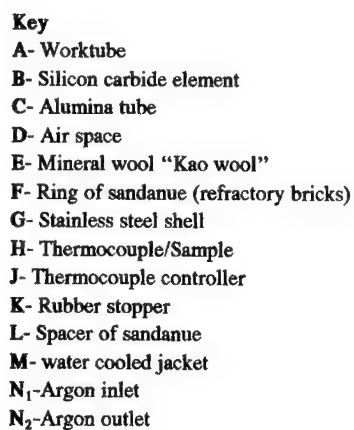 Key
A- Worktube
B- Silicon carbide element
C- Alumina tube
D- Air space
E- Mineral wool “Kao wool”
F- Ring of sandanue (refractory bricks)
G- Stainless steel shell
H- Thermocouple/Sample
J- Thermocouple controller
K- Rubber stopper
L- Spacer of sandanue
M- water cooled jacket
N₁-Argon inlet
N₂-Argon outlet